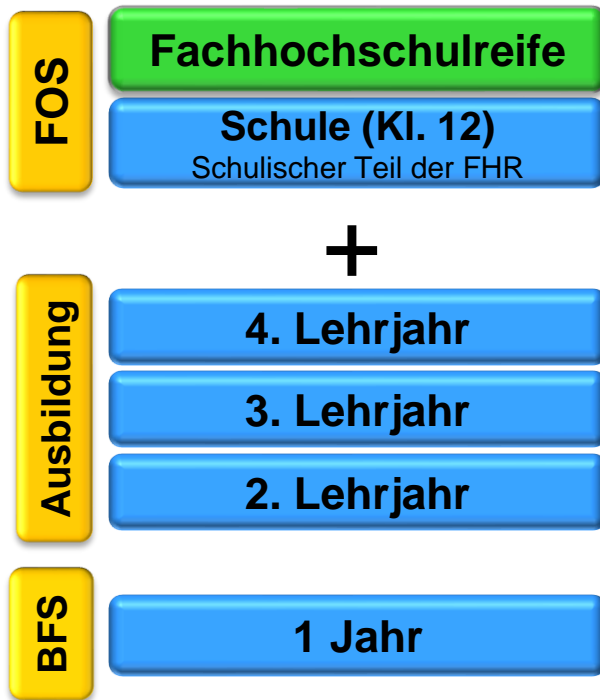 FOS
Fachhochschulreife
Schule (Kl. 12)
Schulischer Teil der FHR
+
Ausbildung
4. Lehrjahr
3. Lehrjahr
2. Lehrjahr
BFS
1 Jahr